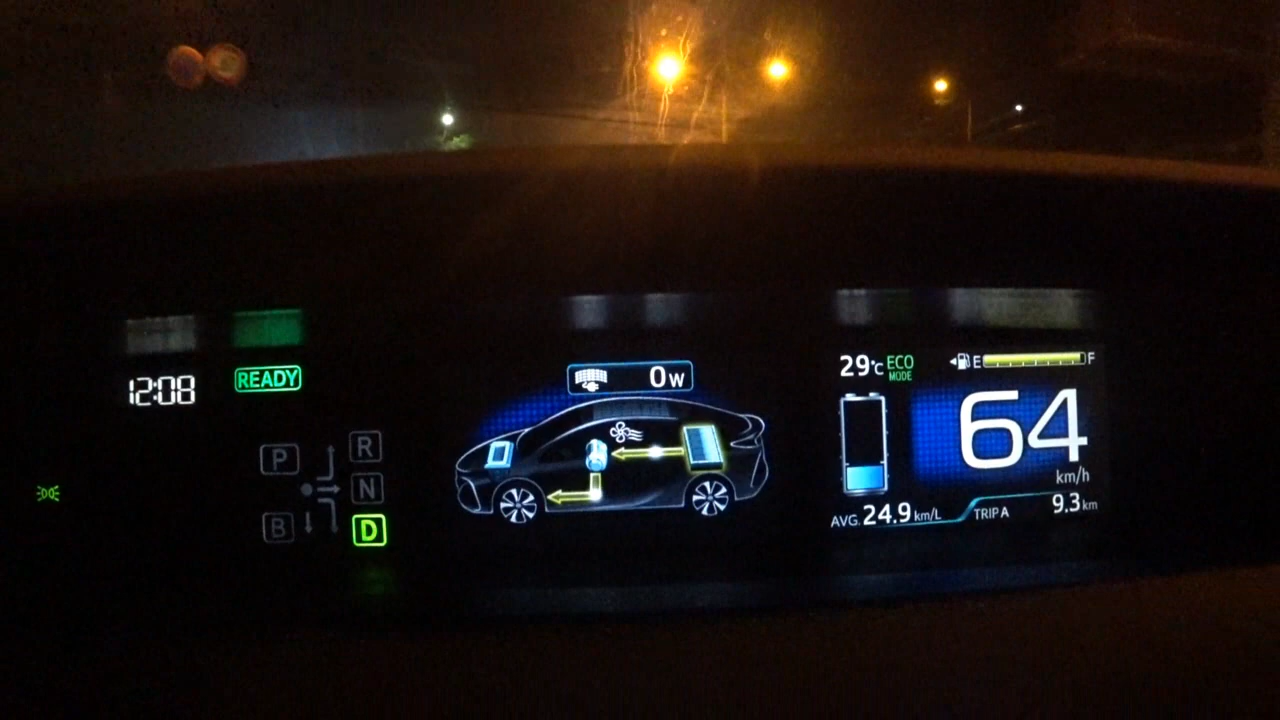 12:08
READY
P
R
N
B
D
0w
29°C ECO MODE
E F
64
km/h
AVG. 24.9 km/L
TRIP A 9.3 km